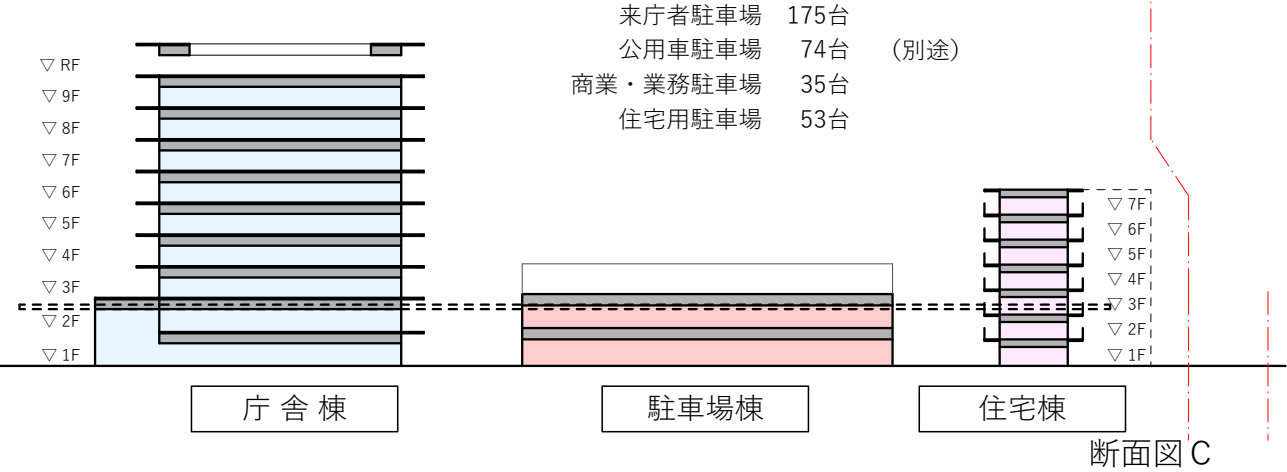 来庁者駐車場 175台
公用車駐車場 74台 (別途)
商業・業務駐車場 35台
住宅用駐車場 53台
▽ RF
▽ 9F
▽ 8F
▽ 7F
▽ 6F
▽ 5F
▽ 4F
▽ 3F
▽ 2F
▽ 1F
▽ 7F
▽ 6F
▽ 5F
▽ 4F
▽ 3F
▽ 2F
▽ 1F
庁舎棟
駐車場棟
住宅棟
断面図 C